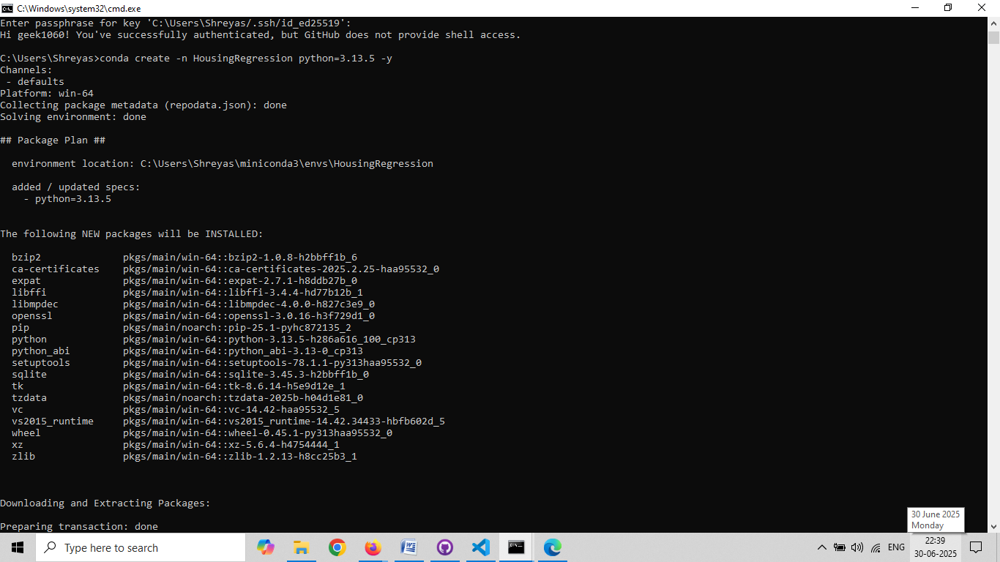 C:\Windows\system32\cmd.exe
Enter passphrase for key 'C:\Users\Shreyas/.ssh/id_ed25519':
Hi geek1060! You've successfully authenticated, but GitHub does not provide shell access.
C:\Users\Shreyas>conda create -n HousingRegression python=3.13.5 -y
Channels:
 - defaults
Platform: win-64
Collecting package metadata (repodata.json): done
Solving environment: done
## Package Plan ##
  environment location: C:\Users\Shreyas\miniconda3\envs\HousingRegression
  added / updated specs:
    - python=3.13.5
The following NEW packages will be INSTALLED:
  bzip2              pkgs/main/win-64::bzip2-1.0.8-h2bbff1b_6
  ca-certificates    pkgs/main/win-64::ca-certificates-2025.2.25-haa95532_0
  expat              pkgs/main/win-64::expat-2.7.1-h8ddb27b_0
  libffi             pkgs/main/win-64::libffi-3.4.4-hd77b12b_1
  libmpdec           pkgs/main/win-64::libmpdec-4.0.0-h827c3e9_0
  openssl            pkgs/main/win-64::openssl-3.0.16-h3f729d1_0
  pip                pkgs/main/noarch::pip-25.1-pyhc872135_2
  python             pkgs/main/win-64::python-3.13.5-h286a616_100_cp313
  python_abi         pkgs/main/win-64::python_abi-3.13-0_cp313
  setuptools         pkgs/main/win-64::setuptools-78.1.1-py313haa95532_0
  sqlite             pkgs/main/win-64::sqlite-3.45.3-h2bbff1b_0
  tk                 pkgs/main/win-64::tk-8.6.14-h5e9d12e_1
  tzdata             pkgs/main/noarch::tzdata-2025b-h04d1e81_0
  vc                 pkgs/main/win-64::vc-14.42-haa95532_5
  vs2015_runtime     pkgs/main/win-64::vs2015_runtime-14.42.34433-hbfb602d_5
  wheel              pkgs/main/win-64::wheel-0.45.1-py313haa95532_0
  xz                 pkgs/main/win-64::xz-5.6.4-h4754444_1
  zlib               pkgs/main/win-64::zlib-1.2.13-h8cc25b3_1
Downloading and Extracting Packages:
Preparing transaction: done
30 June 2025
Monday
Type here to search
ENG
22:39
30-06-2025